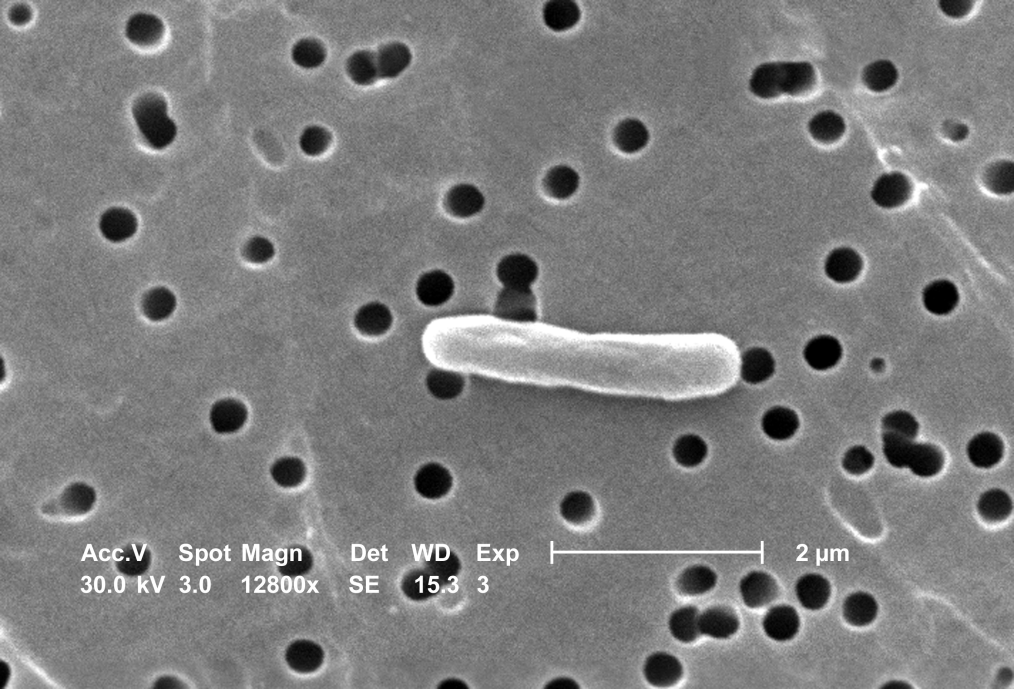 Acc.V Spot Magn Det WD Exp 2 µm
30.0 kV 3.0 12800x SE 15.3 3